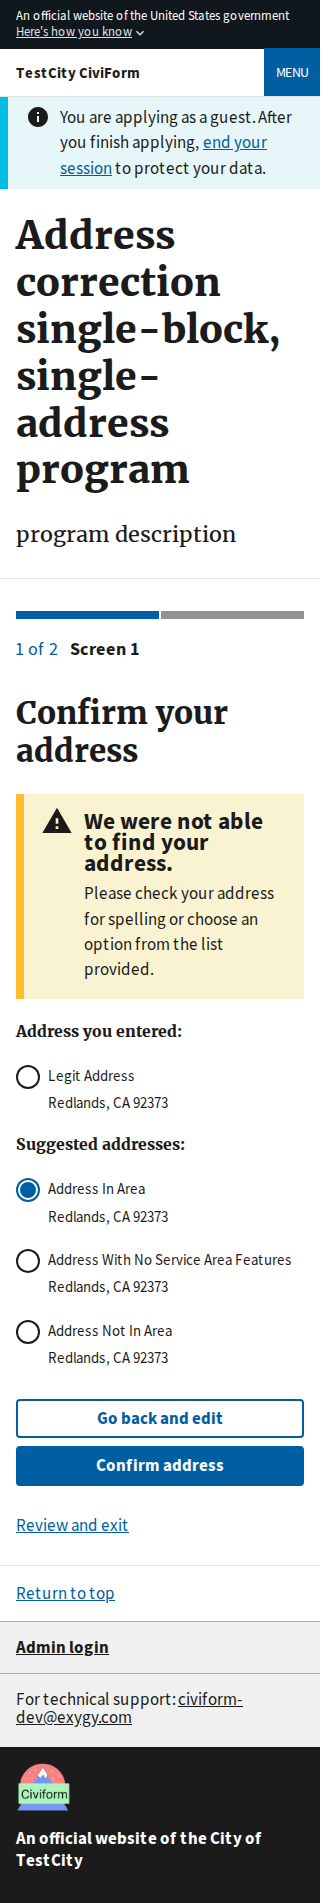 An official website of the United States government
Here's how you know
TestCity CiviForm
MENU
You are applying as a guest. After
you finish applying, end your
session to protect your data.
Address
correction
single-block,
single-
address
program
program description
1 of 2 Screen 1
Confirm your
address
We were not able
to find your
address.
Please check your address
for spelling or choose an
option from the list
provided.
Address you entered:
Legit Address
Redlands, CA 92373
Suggested addresses:
Address In Area
Redlands, CA 92373
Address With No Service Area Features
Redlands, CA 92373
Address Not In Area
Redlands, CA 92373
Go back and edit
Confirm address
Review and exit
Return to top
Admin login
For technical support: civiform-
dev@exygy.com
Civiform
An official website of the City of
TestCity